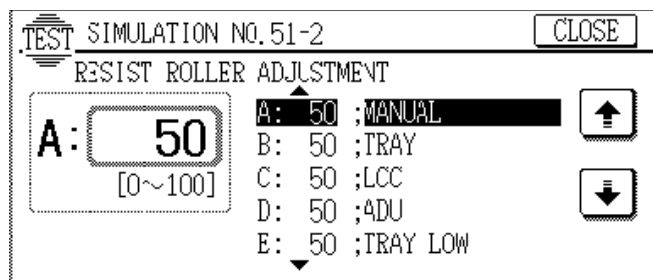 TEST SIMULATION NO.51-2 CLOSE
RESIST ROLLER ADJUSTMENT
A: 50 ;MANUAL
B: 50 ;TRAY
C: 50 ;LCC
D: 50 ;ADU
E: 50 ;TRAY LOW
A: 50
[0~100]